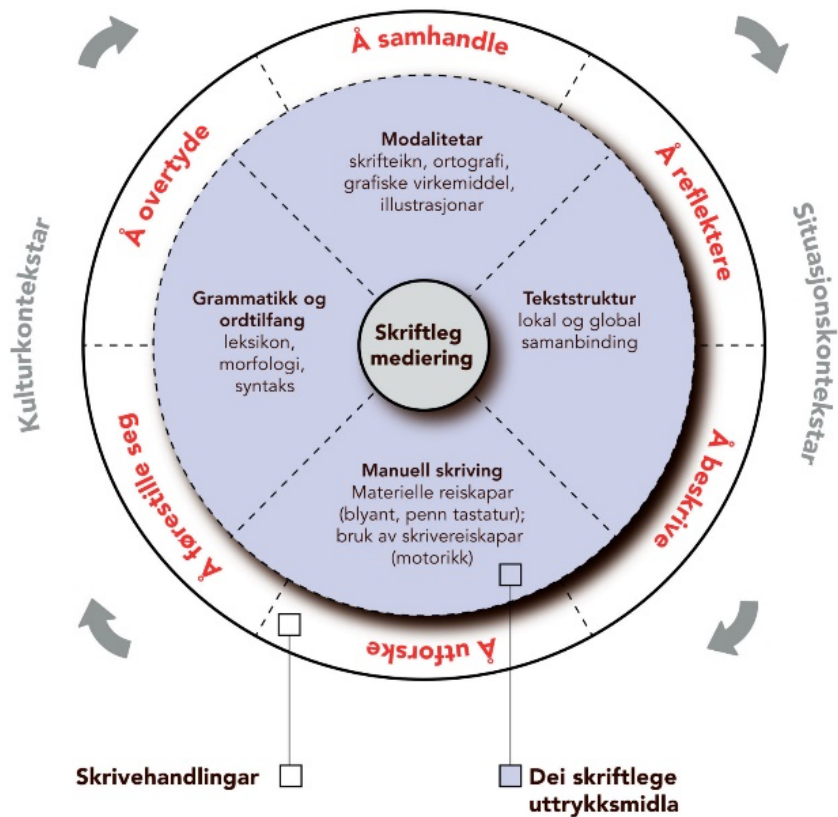 Å samhandle
Å reflektere
Å beskrive
Å utforske
Å førestille seg
Å overtyde
Kulturkontekstar
Situasjonskontekstar
Modalitetar
skrifteikn, ortografi,
grafiske virkemiddel,
illustrasjonar
Grammatikk og
ordtilfang
leksikon,
morfologi,
syntaks
Skriftleg
mediering
Tekststruktur
lokal og global
samanbinding
Manuell skriving
Materielle reiskapar
(blyant, penn tastatur);
bruk av skrivereiskapar
(motorikk)
Skrivehandlingar
Dei skriftlege
uttrykksmidla